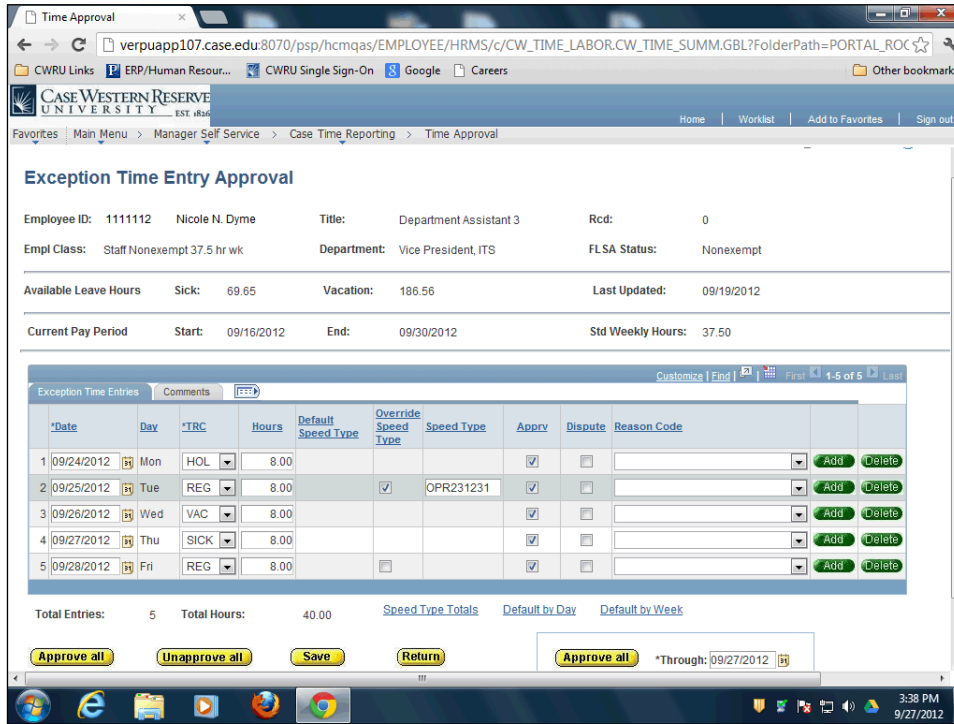 Time Approval
verpuapp107.case.edu:8070/psp/hcmqas/EMPLOYEE/HRMS/c/CW_TIME_LABOR.CW_TIME_SUMM.GBL?FolderPath=PORTAL_ROC
CWRU Links ERP/Human Resour... CWRU Single Sign-On Google Careers Other bookmark
CASE WESTERN RESERVE
UNIVERSITY EST. 1826
Home | Worklist | Add to Favorites | Sign out
Favorites | Main Menu > Manager Self Service > Case Time Reporting > Time Approval
Exception Time Entry Approval
Employee ID: 1111112 Nicole N. Dyme Title: Department Assistant 3 Rcd: 0
Empl Class: Staff Nonexempt 37.5 hr wk Department: Vice President, ITS FLSA Status: Nonexempt
Available Leave Hours Sick: 69.65 Vacation: 186.56 Last Updated: 09/19/2012
Current Pay Period Start: 09/16/2012 End: 09/30/2012 Std Weekly Hours: 37.50
Customize | Find | First 1-5 of 5 Last
Exception Time Entries Comments
*Date Day *TRC Hours Default Speed Type Override Speed Type Speed Type Apprv Dispute Reason Code
1 09/24/2012 Mon HOL 8.00 Add Delete
2 09/25/2012 Tue REG 8.00 OPR231231 Add Delete
3 09/26/2012 Wed VAC 8.00 Add Delete
4 09/27/2012 Thu SICK 8.00 Add Delete
5 09/28/2012 Fri REG 8.00 Add Delete
Total Entries: 5 Total Hours: 40.00 Speed Type Totals Default by Day Default by Week
Approve all Unapprove all Save Return Approve all *Through: 09/27/2012
3:38 PM
9/27/2012